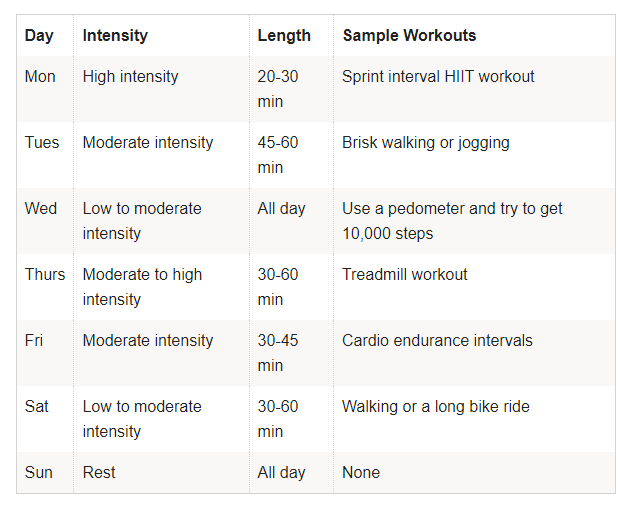 Day Intensity Length Sample Workouts
Mon High intensity 20-30 Sprint interval HIIT workout
min
Tues Moderate intensity 45-60 Brisk walking or jogging
min
Wed Low to moderate All day Use a pedometer and try to get
intensity 10,000 steps
Thurs Moderate to high 30-60 Treadmill workout
intensity min
Fri Moderate intensity 30-45 Cardio endurance intervals
min
Sat Low to moderate 30-60 Walking or a long bike ride
intensity min
Sun Rest All day None